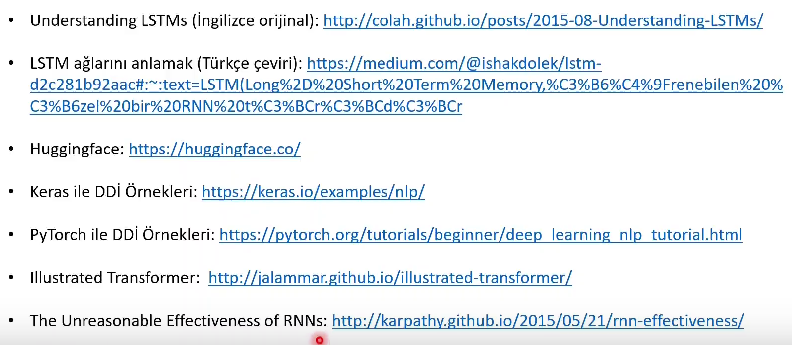 • Understanding LSTMs (İngilizce orijinal): http://colah.github.io/posts/2015-08-Understanding-LSTMs/
• LSTM ağlarını anlamak (Türkçe çeviri): https://medium.com/@ishakdolek/lstm-
d2c281b92aac#:~:text=LSTM(Long%2D%20Short%20Term%20Memory,%C3%B6%C4%9Frenebilen%20%
C3%B6zel%20bir%20RNN%20t%C3%BCr%C3%BCd%C3%BCr
• Huggingface: https://huggingface.co/
• Keras ile DDİ Örnekleri: https://keras.io/examples/nlp/
• PyTorch ile DDİ Örnekleri: https://pytorch.org/tutorials/beginner/deep_learning_nlp_tutorial.html
• Illustrated Transformer: http://jalammar.github.io/illustrated-transformer/
• The Unreasonable Effectiveness of RNNs: http://karpathy.github.io/2015/05/21/rnn-effectiveness/